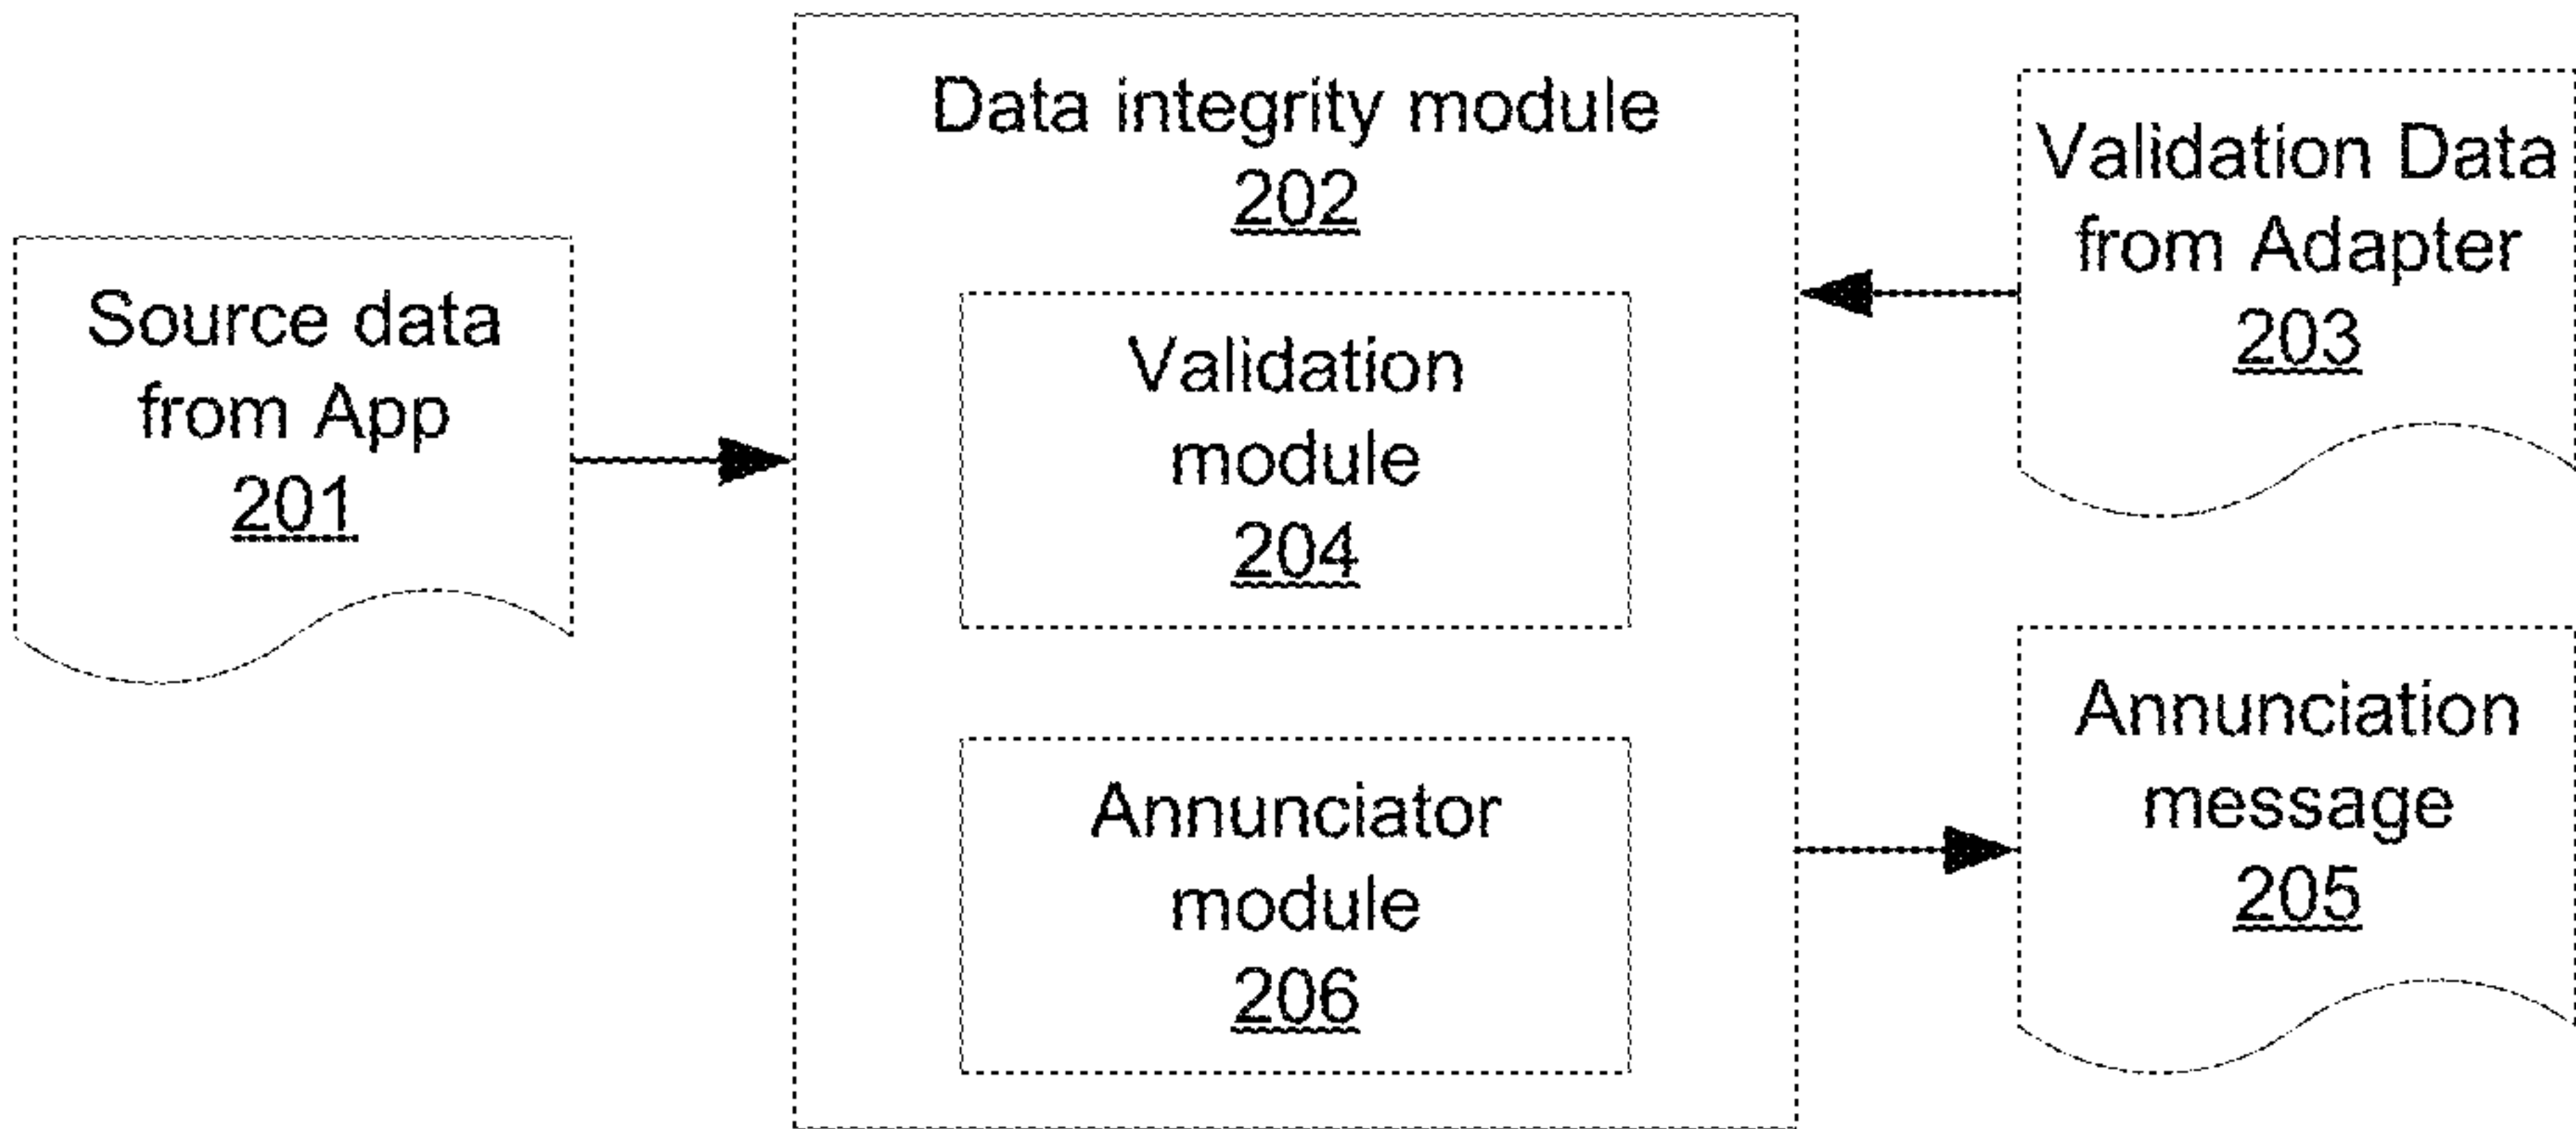 Source data
from App
201
Data integrity module
202
Validation
module
204
Annunciator
module
206
Validation Data
from Adapter
203
Annunciation
message
205